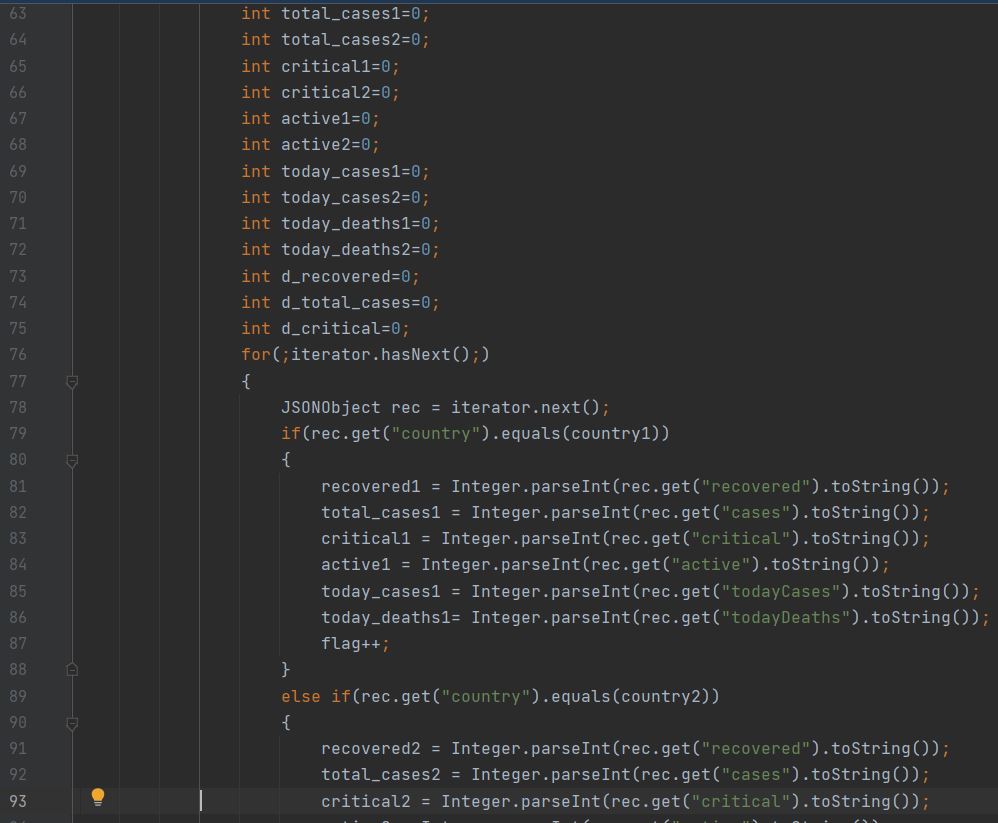 63 int total_cases1=0;
64 int total_cases2=0;
65 int critical1=0;
66 int critical2=0;
67 int active1=0;
68 int active2=0;
69 int today_cases1=0;
70 int today_cases2=0;
71 int today_deaths1=0;
72 int today_deaths2=0;
73 int d_recovered=0;
74 int d_total_cases=0;
75 int d_critical=0;
76 for(;iterator.hasNext();)
77 {
78 JSONObject rec = iterator.next();
79 if(rec.get("country").equals(country1))
80 {
81 recovered1 = Integer.parseInt(rec.get("recovered").toString());
82 total_cases1 = Integer.parseInt(rec.get("cases").toString());
83 critical1 = Integer.parseInt(rec.get("critical").toString());
84 active1 = Integer.parseInt(rec.get("active").toString());
85 today_cases1 = Integer.parseInt(rec.get("todayCases").toString());
86 today_deaths1= Integer.parseInt(rec.get("todayDeaths").toString());
87 flag++;
88 }
89 else if(rec.get("country").equals(country2))
90 {
91 recovered2 = Integer.parseInt(rec.get("recovered").toString());
92 total_cases2 = Integer.parseInt(rec.get("cases").toString());
93 critical2 = Integer.parseInt(rec.get("critical").toString());